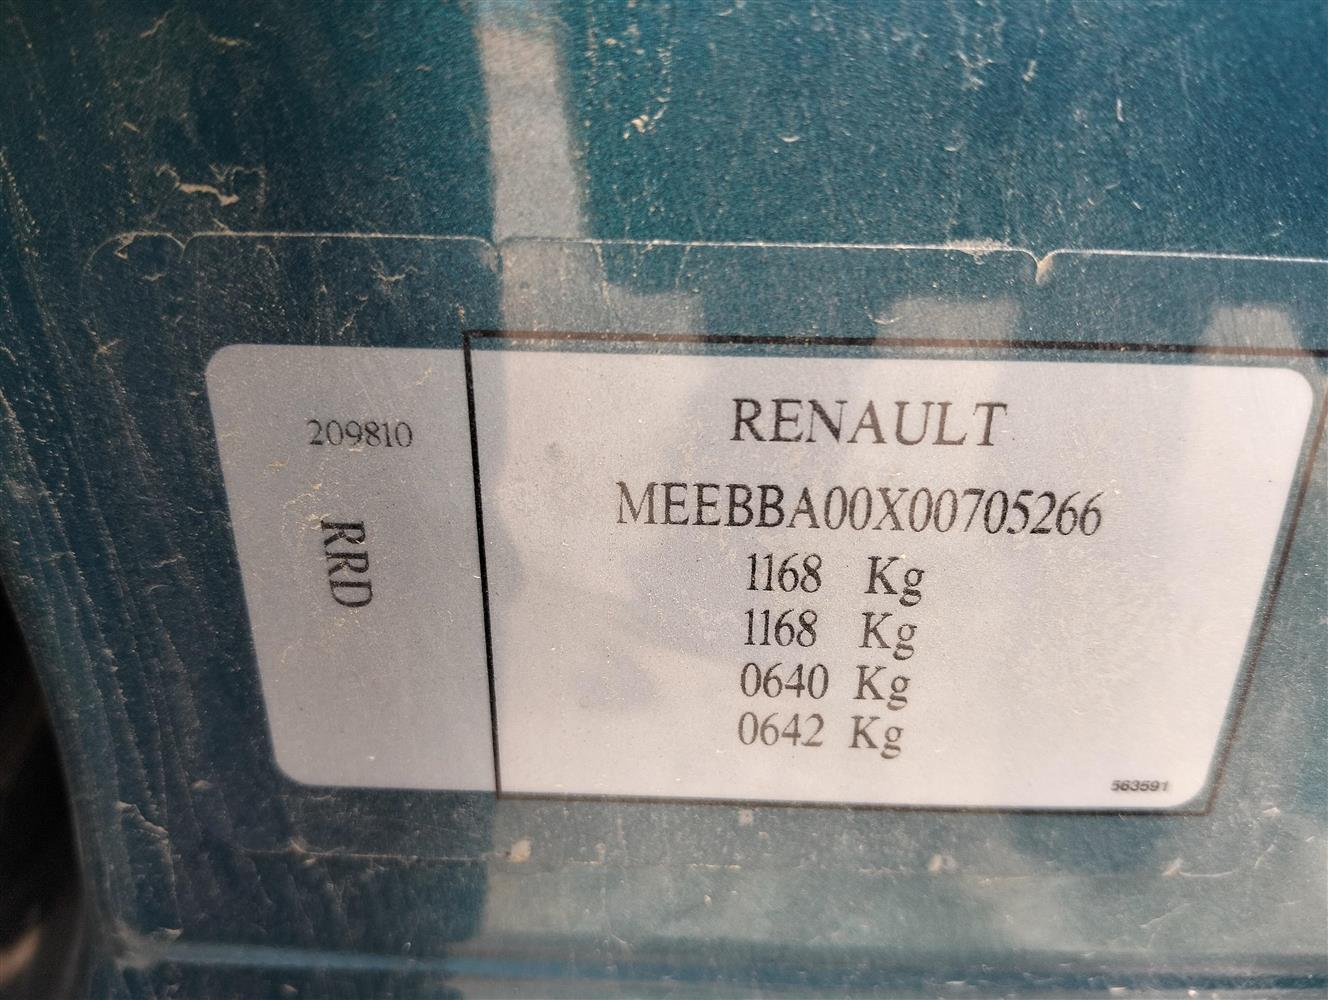 209810
RRD
RENAULT
MEEBBA00X00705266
1168 Kg
1168 Kg
0640 Kg
0642 Kg
563591